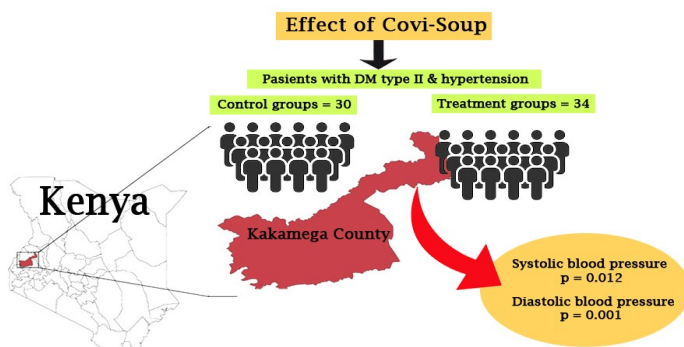 Effect of Covi-Soup
Pasients with DM type II & hypertension
Control groups = 30
Treatment groups = 34
Kenya
Kakamega County
Systolic blood pressure
p = 0.012
Diastolic blood pressure
p = 0.001